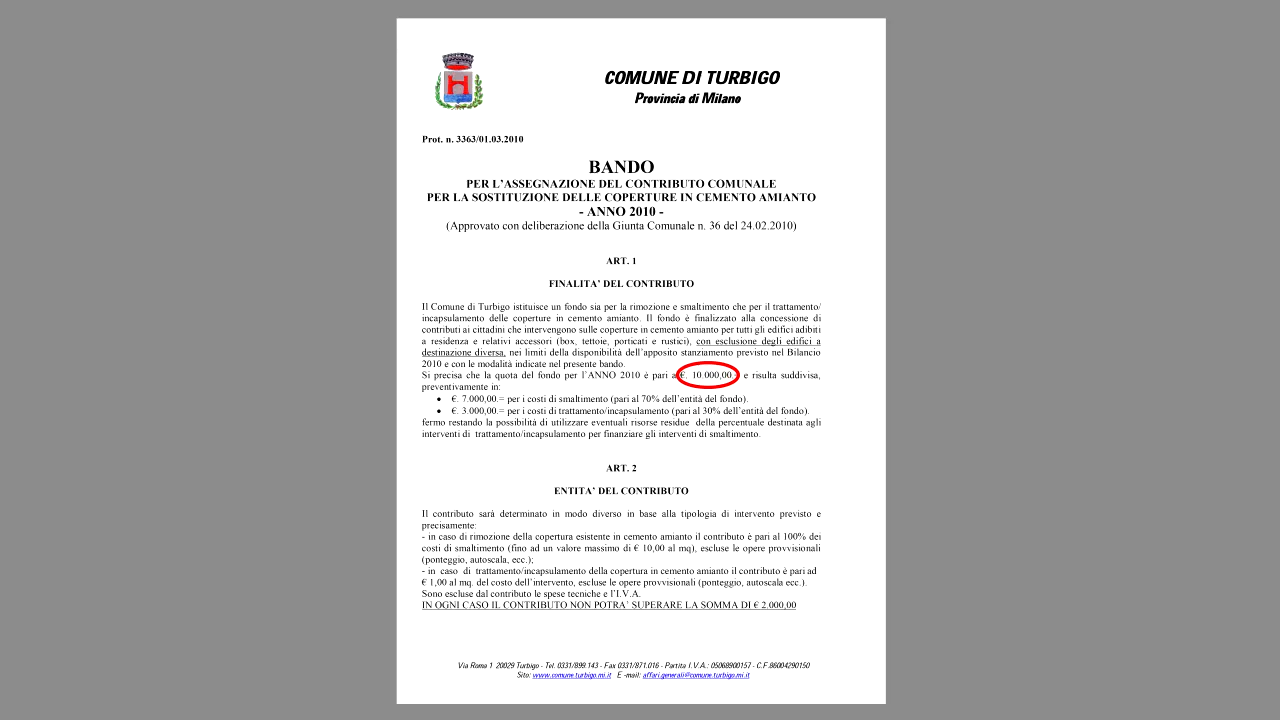 COMUNE DI TURBIGO
Provincia di Milano
Prot. n. 3363/01.03.2010
BANDO
PER L'ASSEGNAZIONE DEL CONTRIBUTO COMUNALE
PER LA SOSTITUZIONE DELLE COPERTURE IN CEMENTO AMIANTO
- ANNO 2010 -
(Approvato con deliberazione della Giunta Comunale n. 36 del 24.02.2010)
ART. 1
FINALITA' DEL CONTRIBUTO
Il Comune di Turbigo istituisce un fondo sia per la rimozione e smaltimento che per il trattamento/
incapsulamento delle coperture in cemento amianto. Il fondo è finalizzato alla concessione di
contributi ai cittadini che intervengono sulle coperture in cemento amianto per tutti gli edifici adibiti
a residenza e relativi accessori (box, tettoie, porticati e rustici), con esclusione degli edifici a
destinazione diversa, nei limiti della disponibilità dell'apposito stanziamento previsto nel Bilancio
2010 e con le modalità indicate nel presente bando.
Si precisa che la quota del fondo per l'ANNO 2010 è pari a €. 10.000,00 e risulta suddivisa,
preventivamente in:
• €. 7.000,00.= per i costi di smaltimento (pari al 70% dell'entità del fondo).
• €. 3.000,00.= per i costi di trattamento/incapsulamento (pari al 30% dell'entità del fondo).
fermo restando la possibilità di utilizzare eventuali risorse residue della percentuale destinata agli
interventi di trattamento/incapsulamento per finanziare gli interventi di smaltimento.
ART. 2
ENTITA' DEL CONTRIBUTO
Il contributo sarà determinato in modo diverso in base alla tipologia di intervento previsto e
precisamente:
- in caso di rimozione della copertura esistente in cemento amianto il contributo è pari al 100% dei
costi di smaltimento (fino ad un valore massimo di € 10,00 al mq), escluse le opere provvisionali
(ponteggio, autoscala, ecc.);
- in caso di trattamento/incapsulamento della copertura in cemento amianto il contributo è pari ad
€ 1,00 al mq. del costo dell'intervento, escluse le opere provvisionali (ponteggio, autoscala ecc.).
Sono escluse dal contributo le spese tecniche e l'I.V.A.
IN OGNI CASO IL CONTRIBUTO NON POTRA' SUPERARE LA SOMMA DI € 2.000,00
Via Roma 1 20029 Turbigo - Tel. 0331/899.143 - Fax 0331/871.016 - Partita I.V.A.: 05068900157 - C.F.86004290150
Sito: www.comune.turbigo.mi.it E -mail: affari.generali@comune.turbigo.mi.it